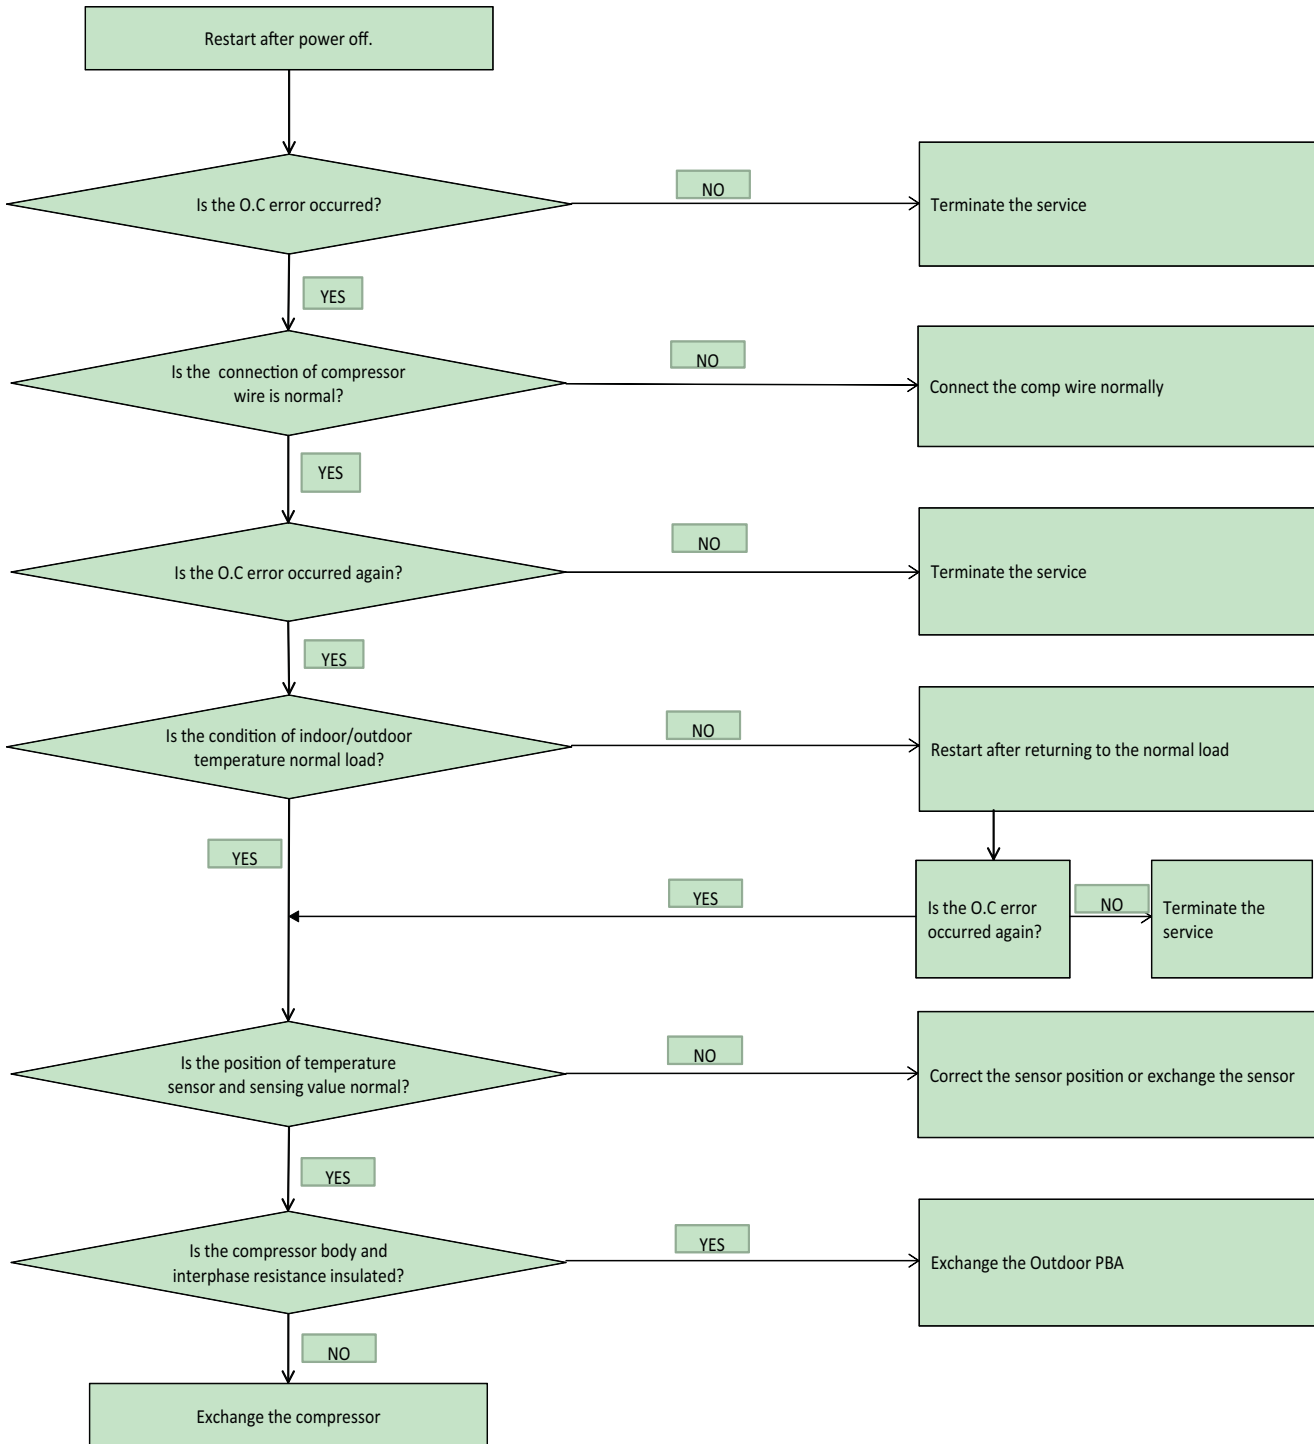 Restart after power off.
Is the O.C error occurred?
NO
Terminate the service
YES
Is the  connection of compressor
wire is normal?
NO
Connect the comp wire normally
YES
Is the O.C error occurred again?
NO
Terminate the service
YES
Is the condition of indoor/outdoor
temperature normal load?
NO
Restart after returning to the normal load
YES
YES
Is the O.C error
occurred again?
NO
Terminate the
service
Is the position of temperature
sensor and sensing value normal?
NO
Correct the sensor position or exchange the sensor
YES
Is the compressor body and
interphase resistance insulated?
YES
Exchange the Outdoor PBA
NO
Exchange the compressor